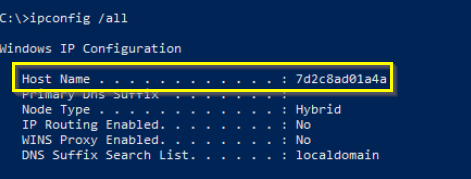 C:\>ipconfig /all
Windows IP Configuration
Host Name . . . . . . . . . . . . : 7d2c8ad01a4a
Primary Dns Suffix . . . . . . . :
Node Type . . . . . . . . . . . . : Hybrid
IP Routing Enabled. . . . . . . . : No
WINS Proxy Enabled. . . . . . . . : No
DNS Suffix Search List. . . . . . : localdomain